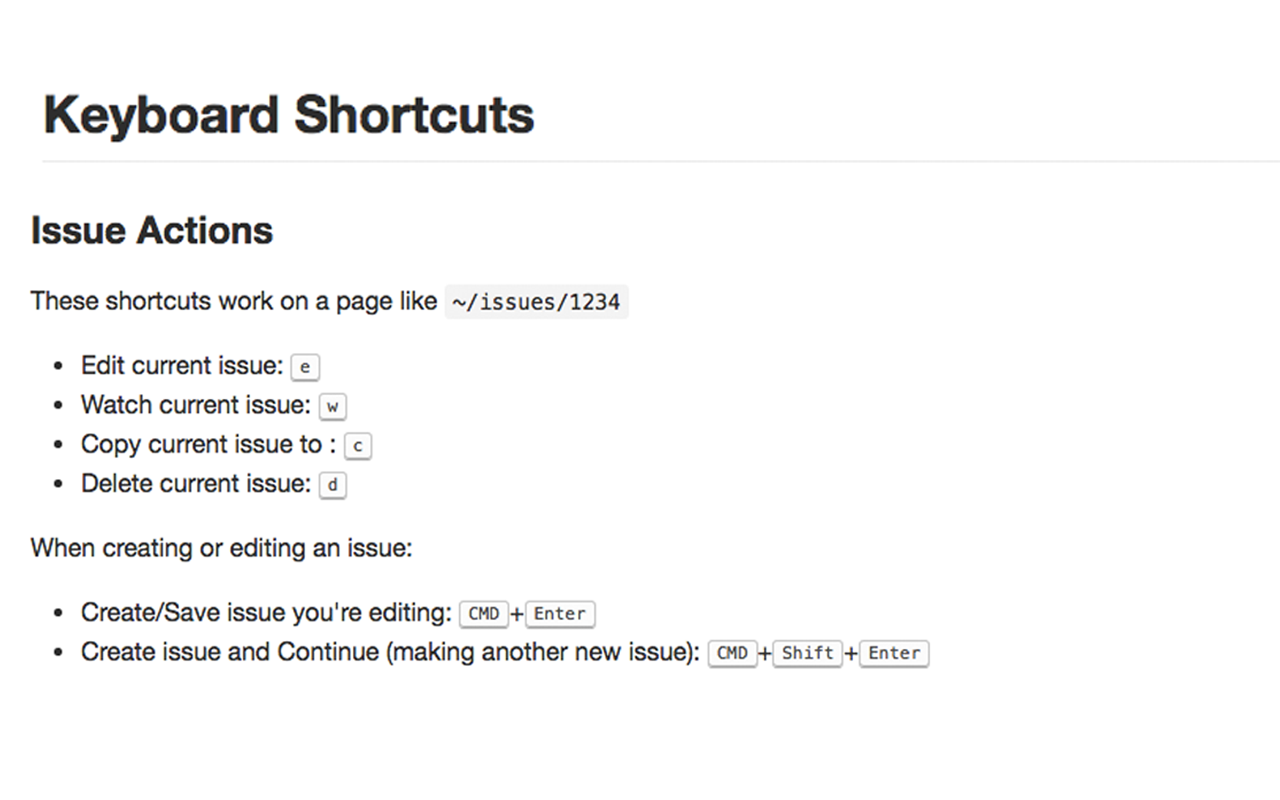 Keyboard Shortcuts
Issue Actions
These shortcuts work on a page like ~/issues/1234
• Edit current issue: e
• Watch current issue: w
• Copy current issue to : c
• Delete current issue: d
When creating or editing an issue:
• Create/Save issue you're editing: CMD+Enter
• Create issue and Continue (making another new issue): CMD+Shift+Enter